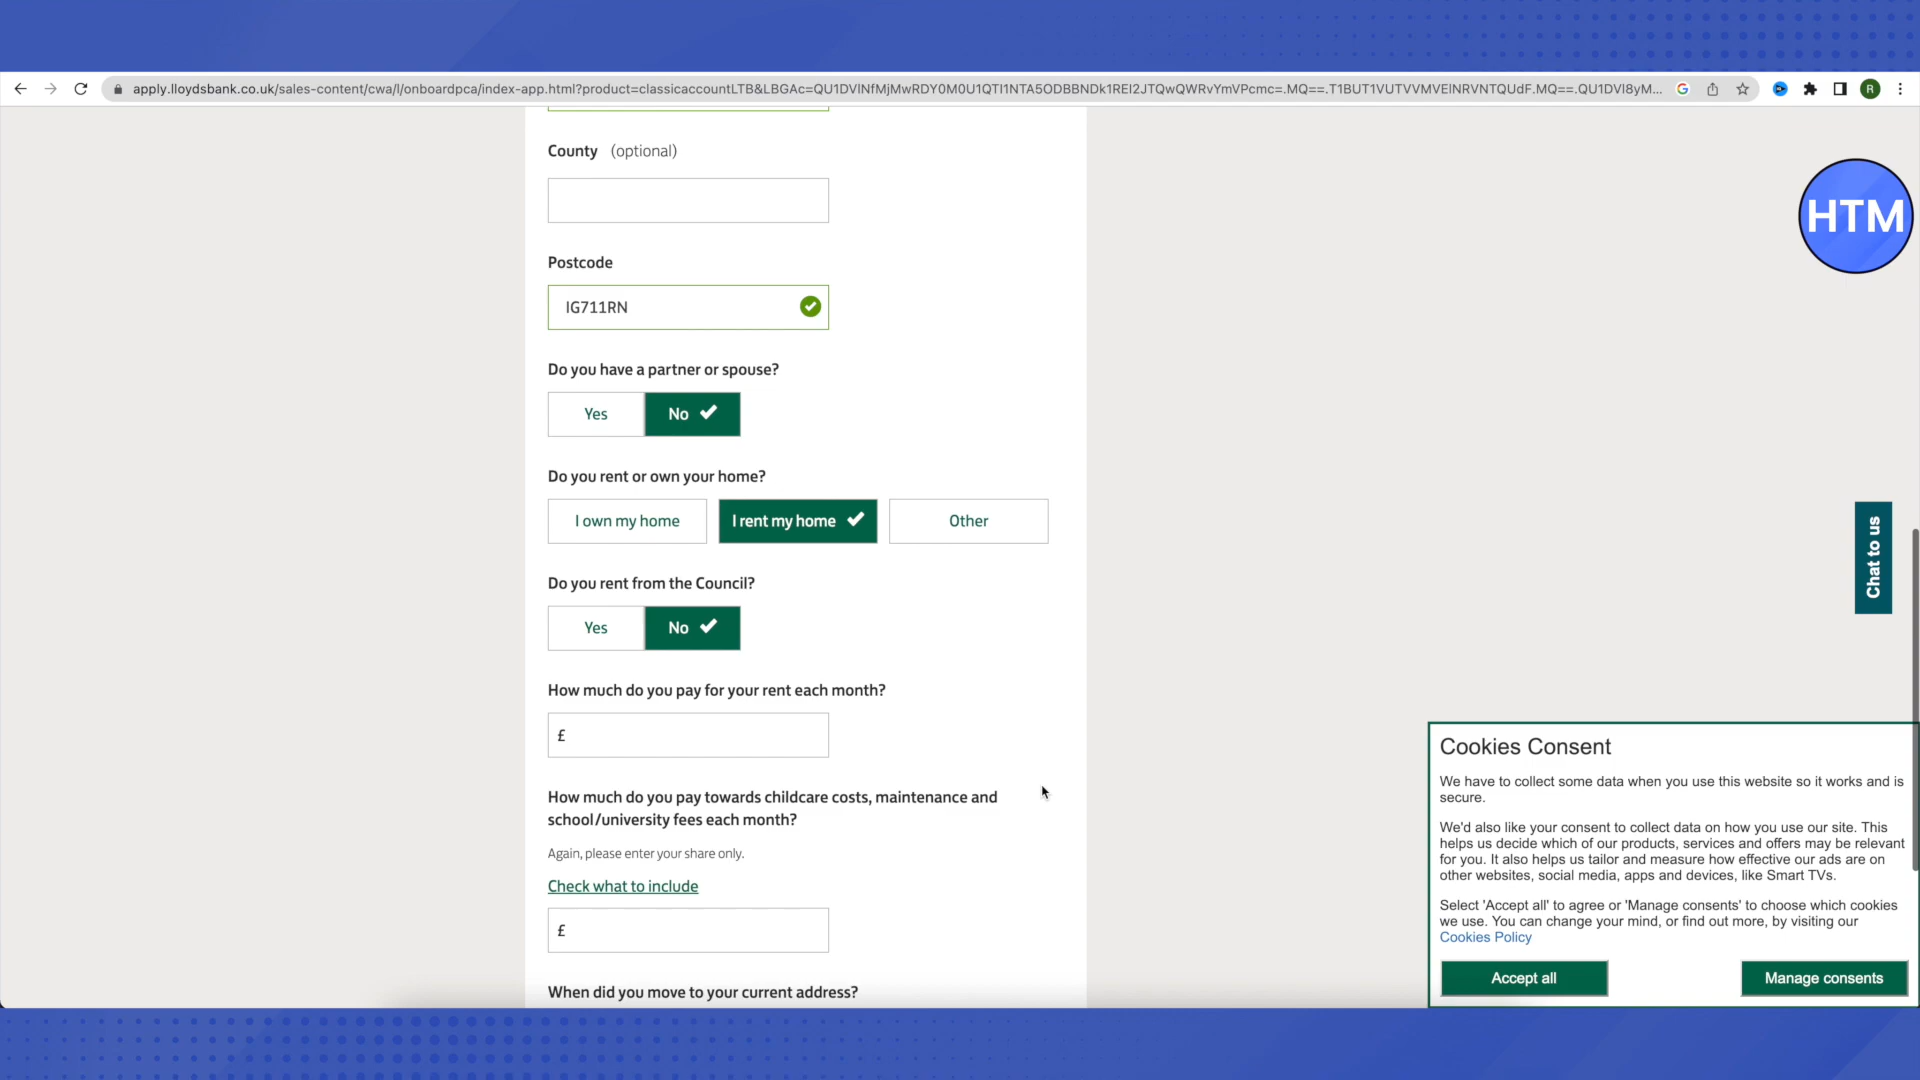 apply.lloydsbank.co.uk/sales-content/cwa/l/onboardpca/index-app.html?product=classicaccountLTB&LBGAc=
R
HTM
County (optional)
Postcode
IG711RN
Do you have a partner or spouse?
Yes
No
Do you rent or own your home?
I own my home
I rent my home
Other
Do you rent from the Council?
Yes
No
How much do you pay for your rent each month?
£
How much do you pay towards childcare costs, maintenance and
school/university fees each month?
Again, please enter your share only.
Check what to include
£
When did you move to your current address?
Chat to us
Cookies Consent
We have to collect some data when you use this website so it works and is
secure.
We'd also like your consent to collect data on how you use our site. This
helps us decide which of our products, services and offers may be relevant
for you. It also helps us tailor and measure how effective our ads are on
other websites, social media, apps and devices, like Smart TVs.
Select 'Accept all' to agree or 'Manage consents' to choose which cookies
we use. You can change your mind, or find out more, by visiting our
Cookies Policy
Accept all
Manage consents